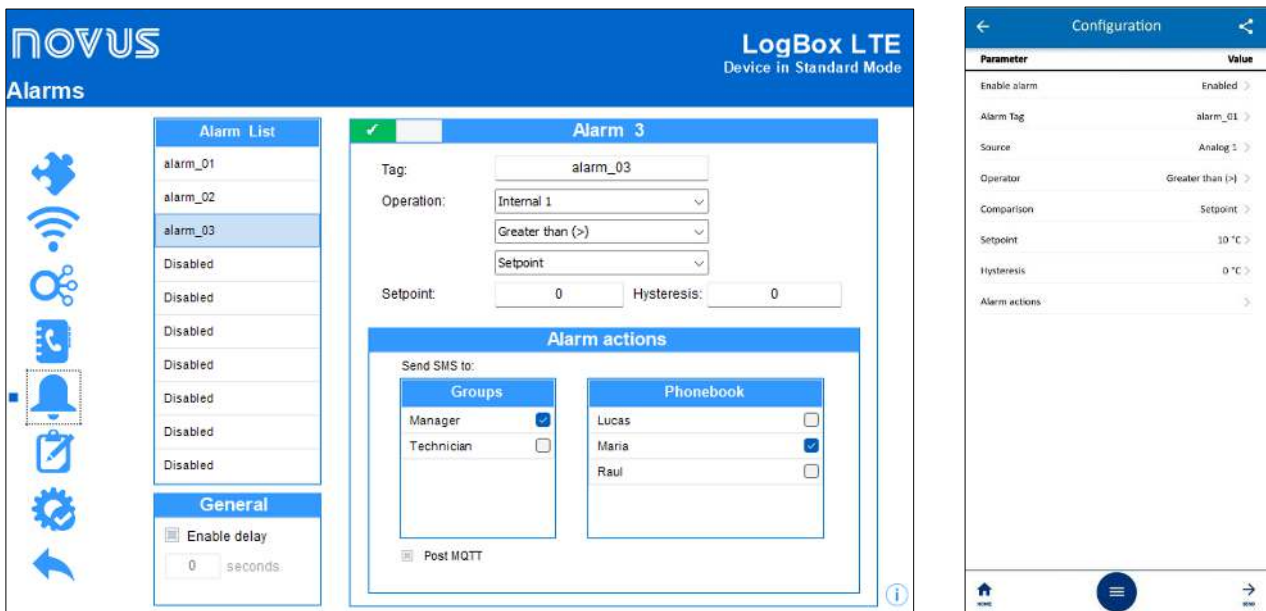 novus
LogBox LTE
Device in Standard Mode
Alarms
Alarm List
alarm_01
alarm_02
alarm_03
Disabled
Disabled
Disabled
Disabled
Disabled
Disabled
Disabled
General
Enable delay
0 seconds
Alarm 3
Tag: alarm_03
Operation: Internal 1
Greater than (>)
Setpoint
Setpoint: 0 Hysteresis: 0
Alarm actions
Send SMS to:
Groups
Manager
Technician
Phonebook
Lucas
Maria
Raul
Post MQTT
Configuration
Parameter Value
Enable alarm Enabled
Alarm Tag alarm_01
Source Analog 1
Operator Greater than (>)
Comparison Setpoint
Setpoint 10 °C
Hysteresis 0 °C
Alarm actions
HOME SEND